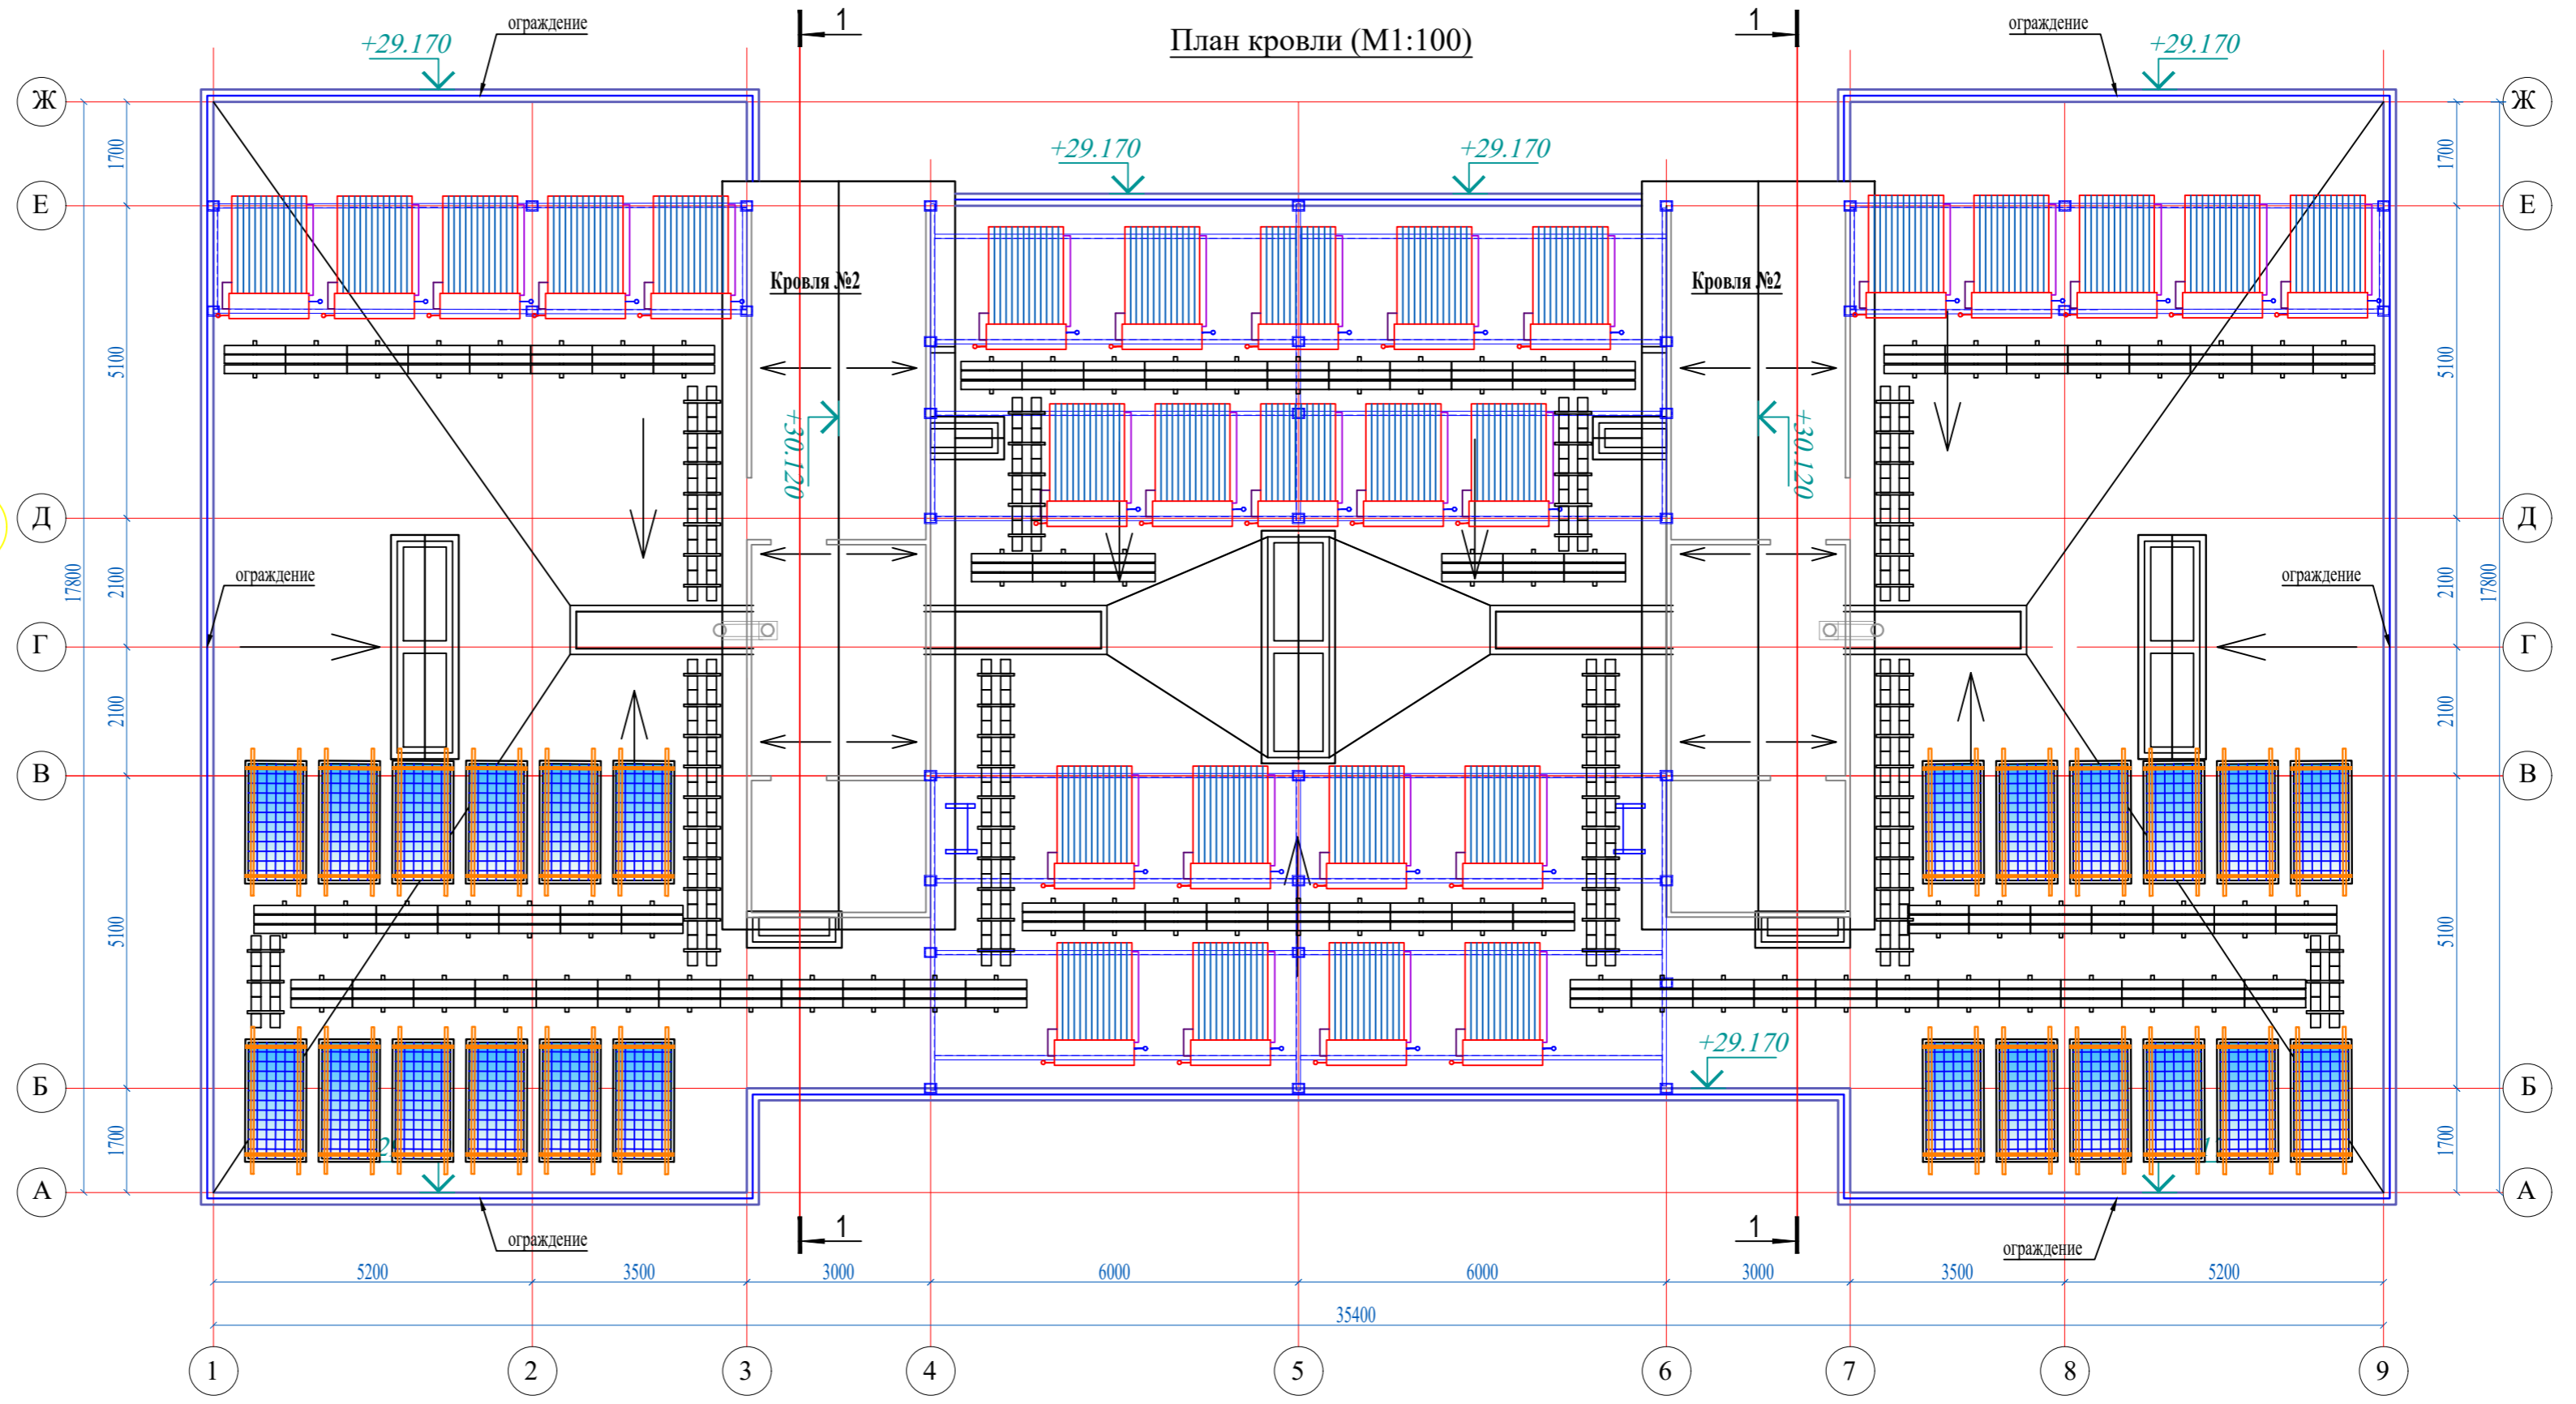 План кровли (М1:100)
1
1
ограждение
+29.170
ограждение
+29.170
Ж
Ж
1700
1700
+29.170
+29.170
Е
Е
Кровля №2
Кровля №2
5100
5100
+30.120
+30.120
Д
Д
17800
2100
ограждение
ограждение
2100
17800
Г
Г
2100
2100
В
В
5100
5100
+29.170
Б
Б
1700
1700
А
А
1
1
ограждение
ограждение
5200
3500
3000
6000
6000
3000
3500
5200
35400
1
2
3
4
5
6
7
8
9